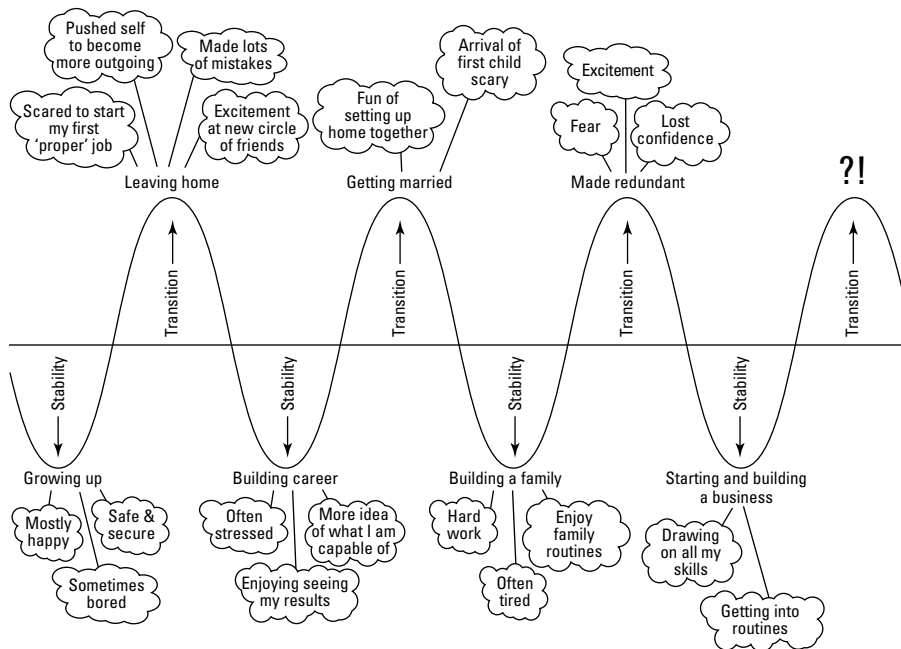 Pushed self
to become
more outgoing
Made lots
of mistakes
Scared to start
my first
'proper' job
Excitement
at new circle
of friends
Leaving home
Arrival of
first child
scary
Fun of
setting up
home together
Getting married
Excitement
Fear
Lost
confidence
Made redundant
?!
Transition
Transition
Transition
Transition
Stability
Stability
Stability
Stability
Growing up
Mostly
happy
Safe &
secure
Sometimes
bored
Building career
Often
stressed
More idea
of what I am
capable of
Enjoying seeing
my results
Building a family
Hard
work
Enjoy
family
routines
Often
tired
Starting and building
a business
Drawing
on all my
skills
Getting into
routines